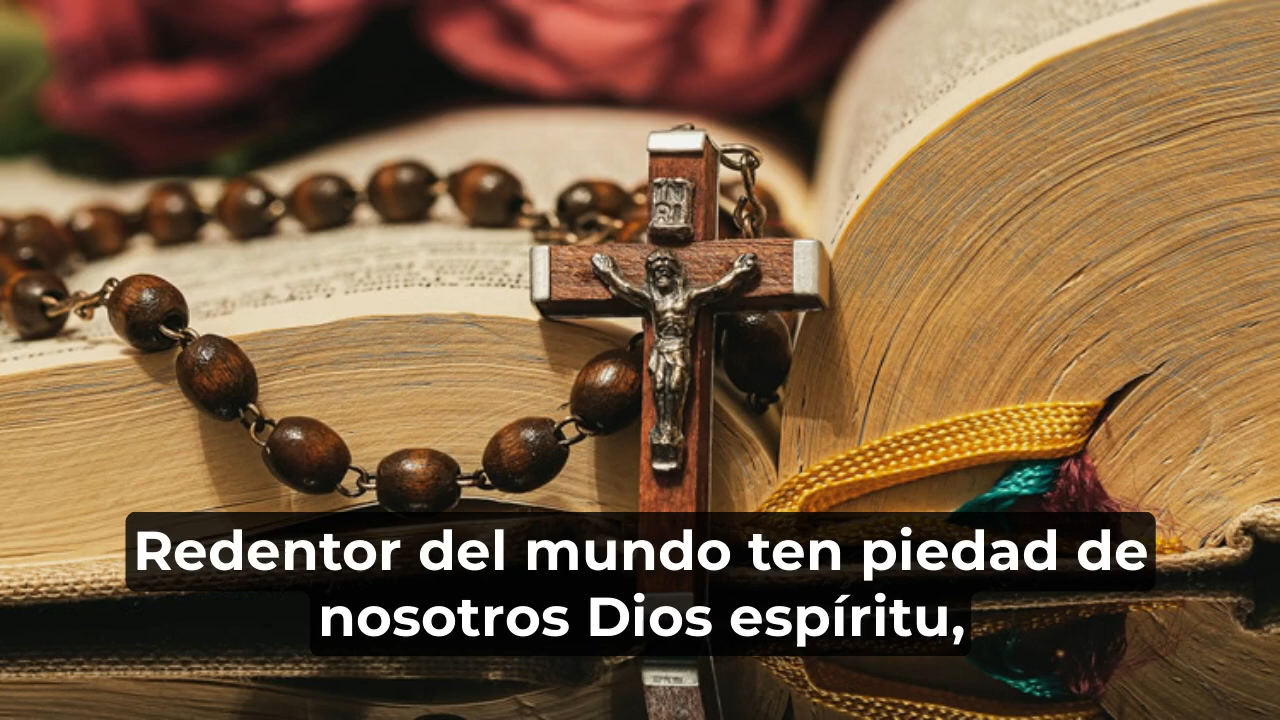 Redentor del mundo ten piedad de
nosotros Dios espíritu,